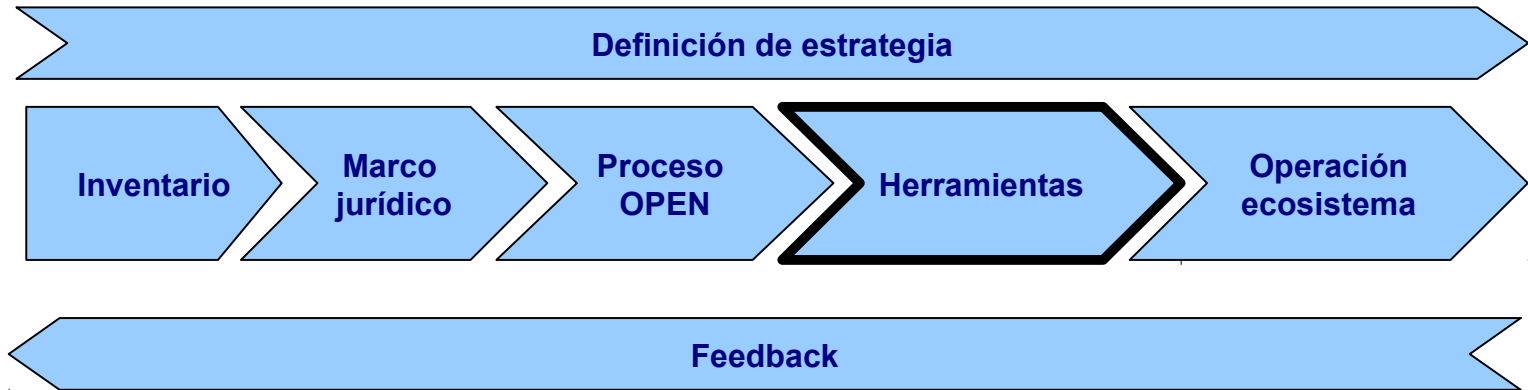 Definición de estrategia
Inventario
Marco
jurídico
Proceso
OPEN
Herramientas
Operación
ecosistema
Feedback